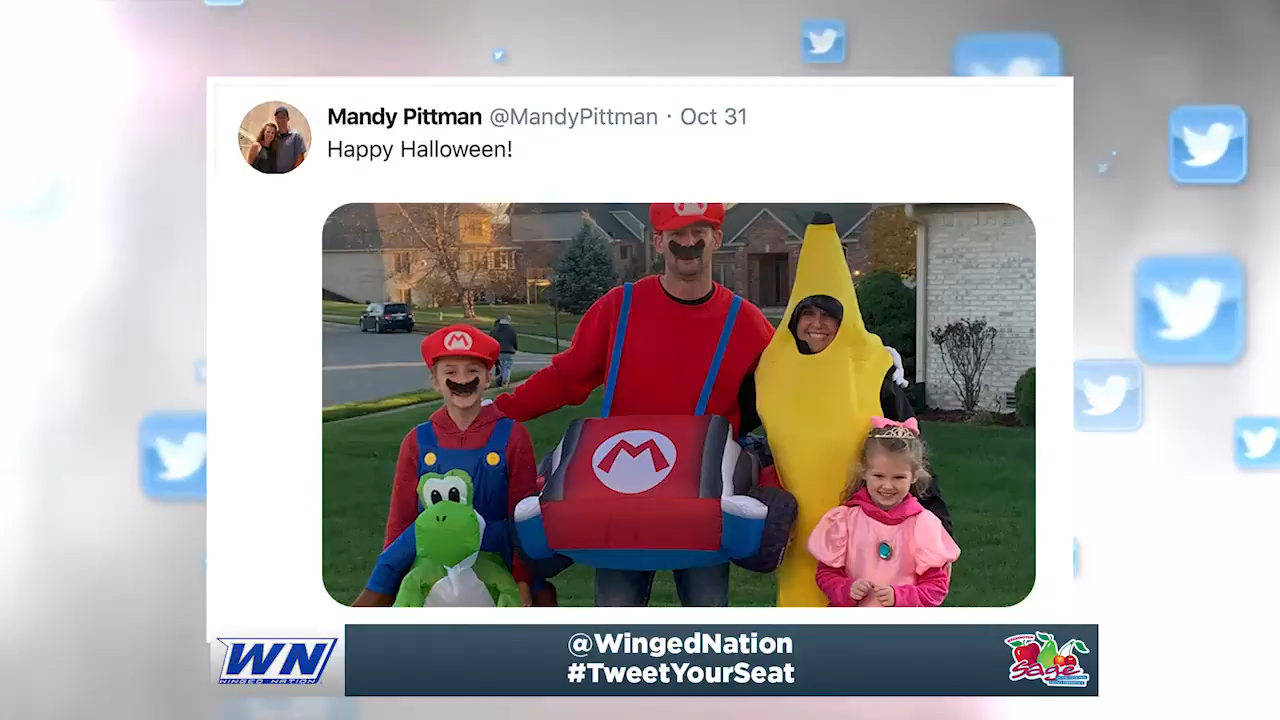 Mandy Pittman @MandyPittman · Oct 31
Happy Halloween!
M
M
M
WN
WINGED NATION
@WingedNation
#TweetYourSeat
Sage